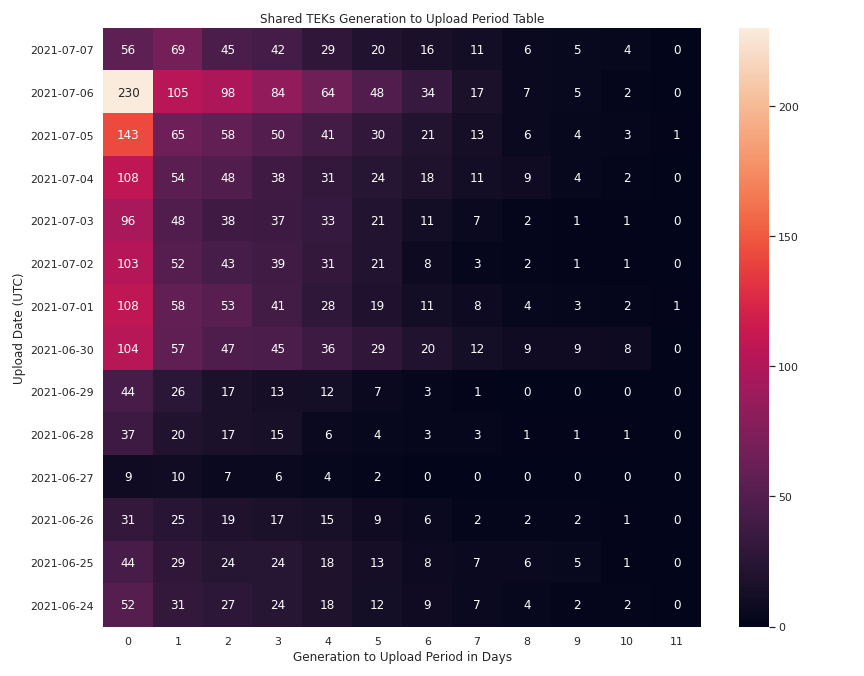 Shared TEKs Generation to Upload Period Table
Upload Date (UTC)
2021-07-07 56 69 45 42 29 20 16 11 6 5 4 0
2021-07-06 230 105 98 84 64 48 34 17 7 5 2 0
2021-07-05 143 65 58 50 41 30 21 13 6 4 3 1
2021-07-04 108 54 48 38 31 24 18 11 9 4 2 0
2021-07-03 96 48 38 37 33 21 11 7 2 1 1 0
2021-07-02 103 52 43 39 31 21 8 3 2 1 1 0
2021-07-01 108 58 53 41 28 19 11 8 4 3 2 1
2021-06-30 104 57 47 45 36 29 20 12 9 9 8 0
2021-06-29 44 26 17 13 12 7 3 1 0 0 0 0
2021-06-28 37 20 17 15 6 4 3 3 1 1 1 0
2021-06-27 9 10 7 6 4 2 0 0 0 0 0 0
2021-06-26 31 25 19 17 15 9 6 2 2 2 1 0
2021-06-25 44 29 24 24 18 13 8 7 6 5 1 0
2021-06-24 52 31 27 24 18 12 9 7 4 2 2 0
0 1 2 3 4 5 6 7 8 9 10 11
Generation to Upload Period in Days
200
150
100
50
0